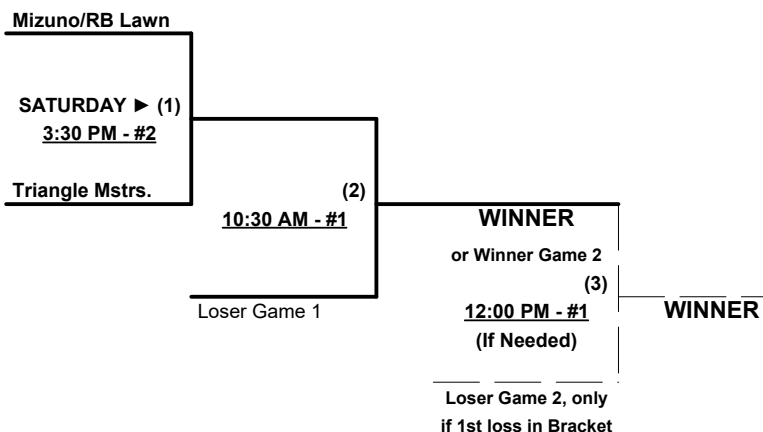 Mizuno/RB Lawn
SATURDAY ► (1)
3:30 PM - #2
Triangle Mstrs.
(2)
10:30 AM - #1
Loser Game 1
WINNER
or Winner Game 2
(3)
12:00 PM - #1
(If Needed)
WINNER
Loser Game 2, only
if 1st loss in Bracket